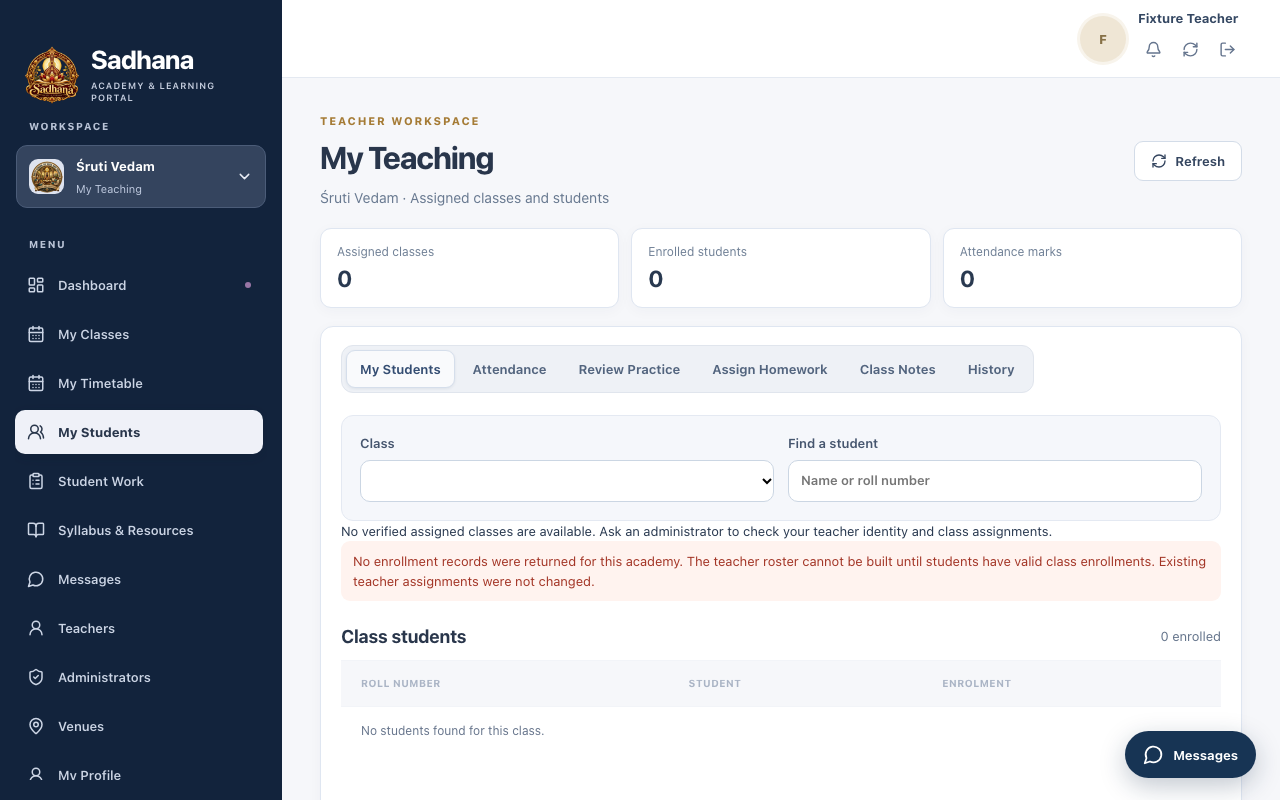 Sadhana
ACADEMY & LEARNING
PORTAL
Sadhana
WORKSPACE
Śruti Vedam
My Teaching
MENU
Dashboard
My Classes
My Timetable
My Students
Student Work
Syllabus & Resources
Messages
Teachers
Administrators
Venues
My Profile
F
Fixture Teacher
TEACHER WORKSPACE
My Teaching
Śruti Vedam · Assigned classes and students
Refresh
Assigned classes
0
Enrolled students
0
Attendance marks
0
My Students
Attendance
Review Practice
Assign Homework
Class Notes
History
Class
Find a student
Name or roll number
No verified assigned classes are available. Ask an administrator to check your teacher identity and class assignments.
No enrollment records were returned for this academy. The teacher roster cannot be built until students have valid class enrollments. Existing
teacher assignments were not changed.
Class students
0 enrolled
ROLL NUMBER
STUDENT
ENROLMENT
No students found for this class.
Messages